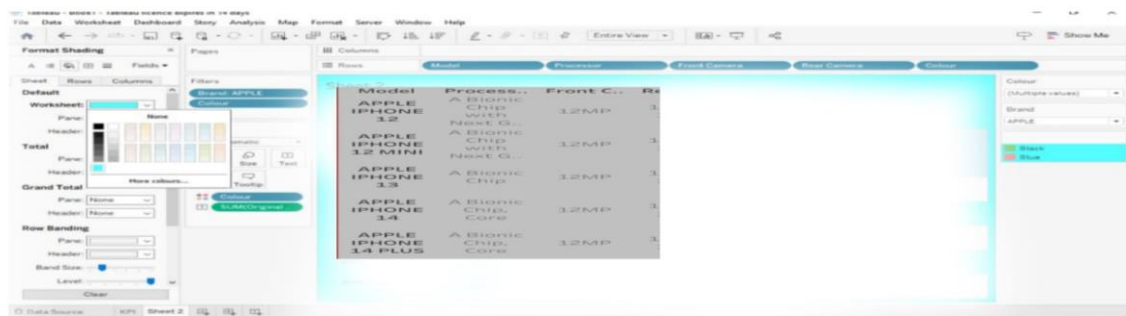 Tableau - Book1 - Tableau licence expires in 14 days
File Data Worksheet Dashboard Story Analysis Map Format Server Window Help
Entire View
Show Me
Format Shading
Pages
Columns
Rows
Model
Processor
Front Camera
Rear Camera
Colour
Fields
Sheet Rows Columns
Default
Worksheet:
Pane:
Header:
None
More colours...
Total
Pane:
Header:
Grand Total
Pane: None
Header: None
Row Banding
Pane:
Header:
Band Size:
Level:
Clear
Filters
Brand: APPLE
Colour
Size
Text
Tooltip
Colour
SUM(Original
Sheet 2
Model Process.. Front C..
APPLE IPHONE 12
A Bionic Chip with Next G..
12MP
APPLE IPHONE 12 MINI
A Bionic Chip with Next G..
12MP
APPLE IPHONE 13
A Bionic Chip
12MP
APPLE IPHONE 14
A Bionic Chip, Core
12MP
APPLE IPHONE 14 PLUS
A Bionic Chip, Core
12MP
Colour
(Multiple values)
Brand
APPLE
Black
Blue
Data Source KPI Sheet 2